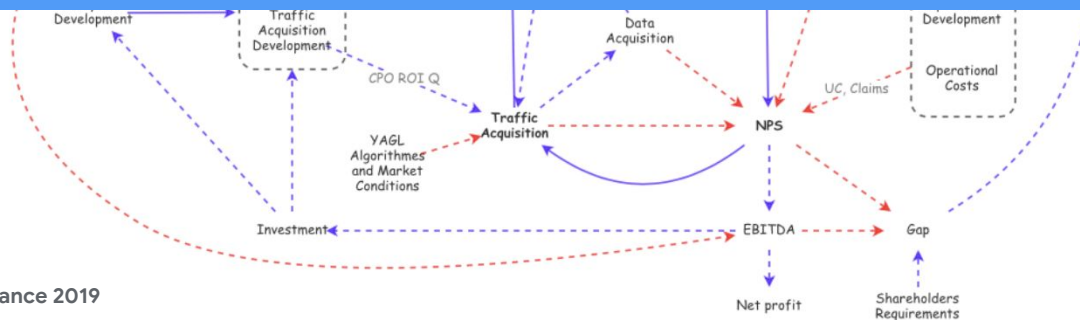 Development
Traffic
Acquisition
Development
Data
Acquisition
Development
Operational
Costs
CPO ROI Q
UC, Claims
Traffic
Acquisition
NPS
YAGL
Algorithmes
and Market
Conditions
Investment
EBITDA
Gap
ance 2019
Net profit
Shareholders
Requirements